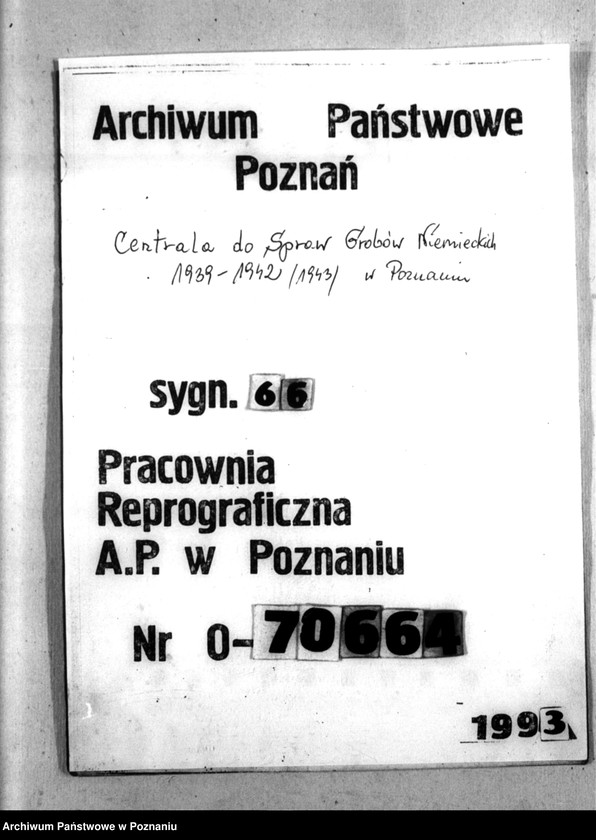 Archiwum Państwowe
Poznań
Centrala do Spraw Grobów Niemieckich
1939-1942 /1943/ w Poznaniu
sygn. 66
Pracownia
Reprograficzna
A.P. w Poznaniu
Nr 0-70664
1993
Archiwum Państwowe w Poznaniu